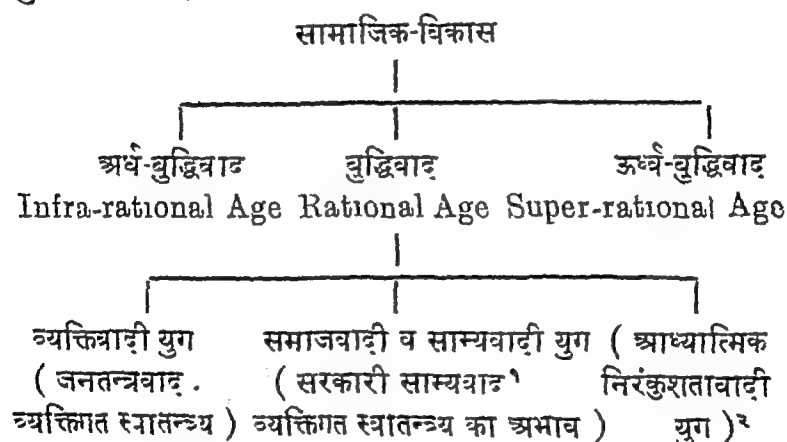 सामाजिक-विकास
अर्ध-बुद्धिवाद बुद्धिवाद ऊर्ध्व-बुद्धिवाद
Infra-rational Age Rational Age Super-rational Age
व्यक्तिवादी युग समाजवादी व साम्यवादी युग ( आध्यात्मिक
( जनतन्त्रवाद . ( सरकारी साम्यवाद¹ निरंकुशतावादी
व्यक्तिगत स्वातन्त्र्य ) व्यक्तिगत स्वातन्त्र्य का अभाव ) युग )²